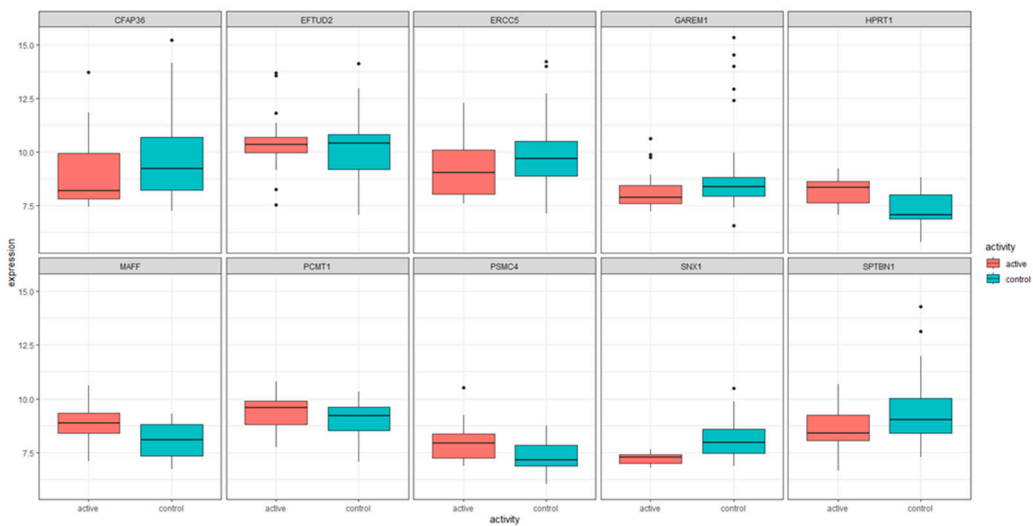 CFAP36 EFTUD2 ERCC5 GAREM1 HPRT1
15.0
12.5
10.0
7.5
expression
activity
active
control
MAFF PCMT1 PSMC4 SNX1 SPTBN1
15.0
12.5
10.0
7.5
active control active control active control active control active control
activity